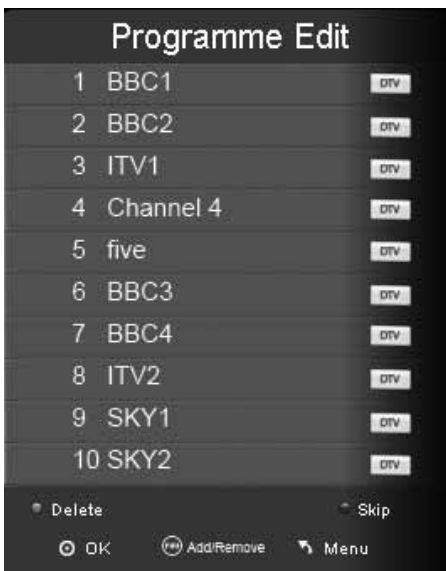 Programme Edit
1 BBC1 DTV
2 BBC2 DTV
3 ITV1 DTV
4 Channel 4 DTV
5 five DTV
6 BBC3 DTV
7 BBC4 DTV
8 ITV2 DTV
9 SKY1 DTV
10 SKY2 DTV
Delete Skip
OK Add/Remove Menu